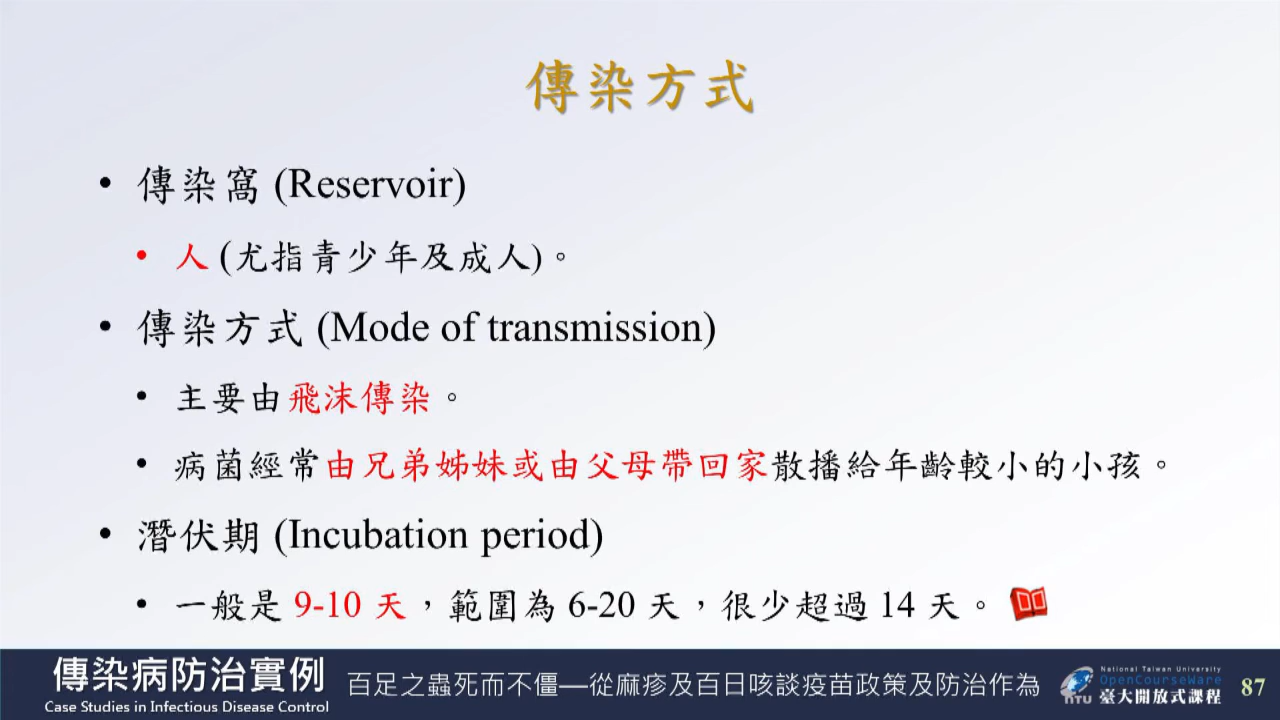 傳染方式
• 傳染窩 (Reservoir)
• 人 (尤指青少年及成人)。
• 傳染方式 (Mode of transmission)
• 主要由飛沫傳染。
• 病菌經常由兄弟姊妹或由父母帶回家散播給年齡較小的小孩。
• 潛伏期 (Incubation period)
• 一般是 9-10 天，範圍為 6-20 天，很少超過 14 天。
傳染病防治實例
Case Studies in Infectious Disease Control
百足之蟲死而不僵—從麻疹及百日咳談疫苗政策及防治作為
NTU
National Taiwan University
OpenCourseWare
臺大開放式課程
87